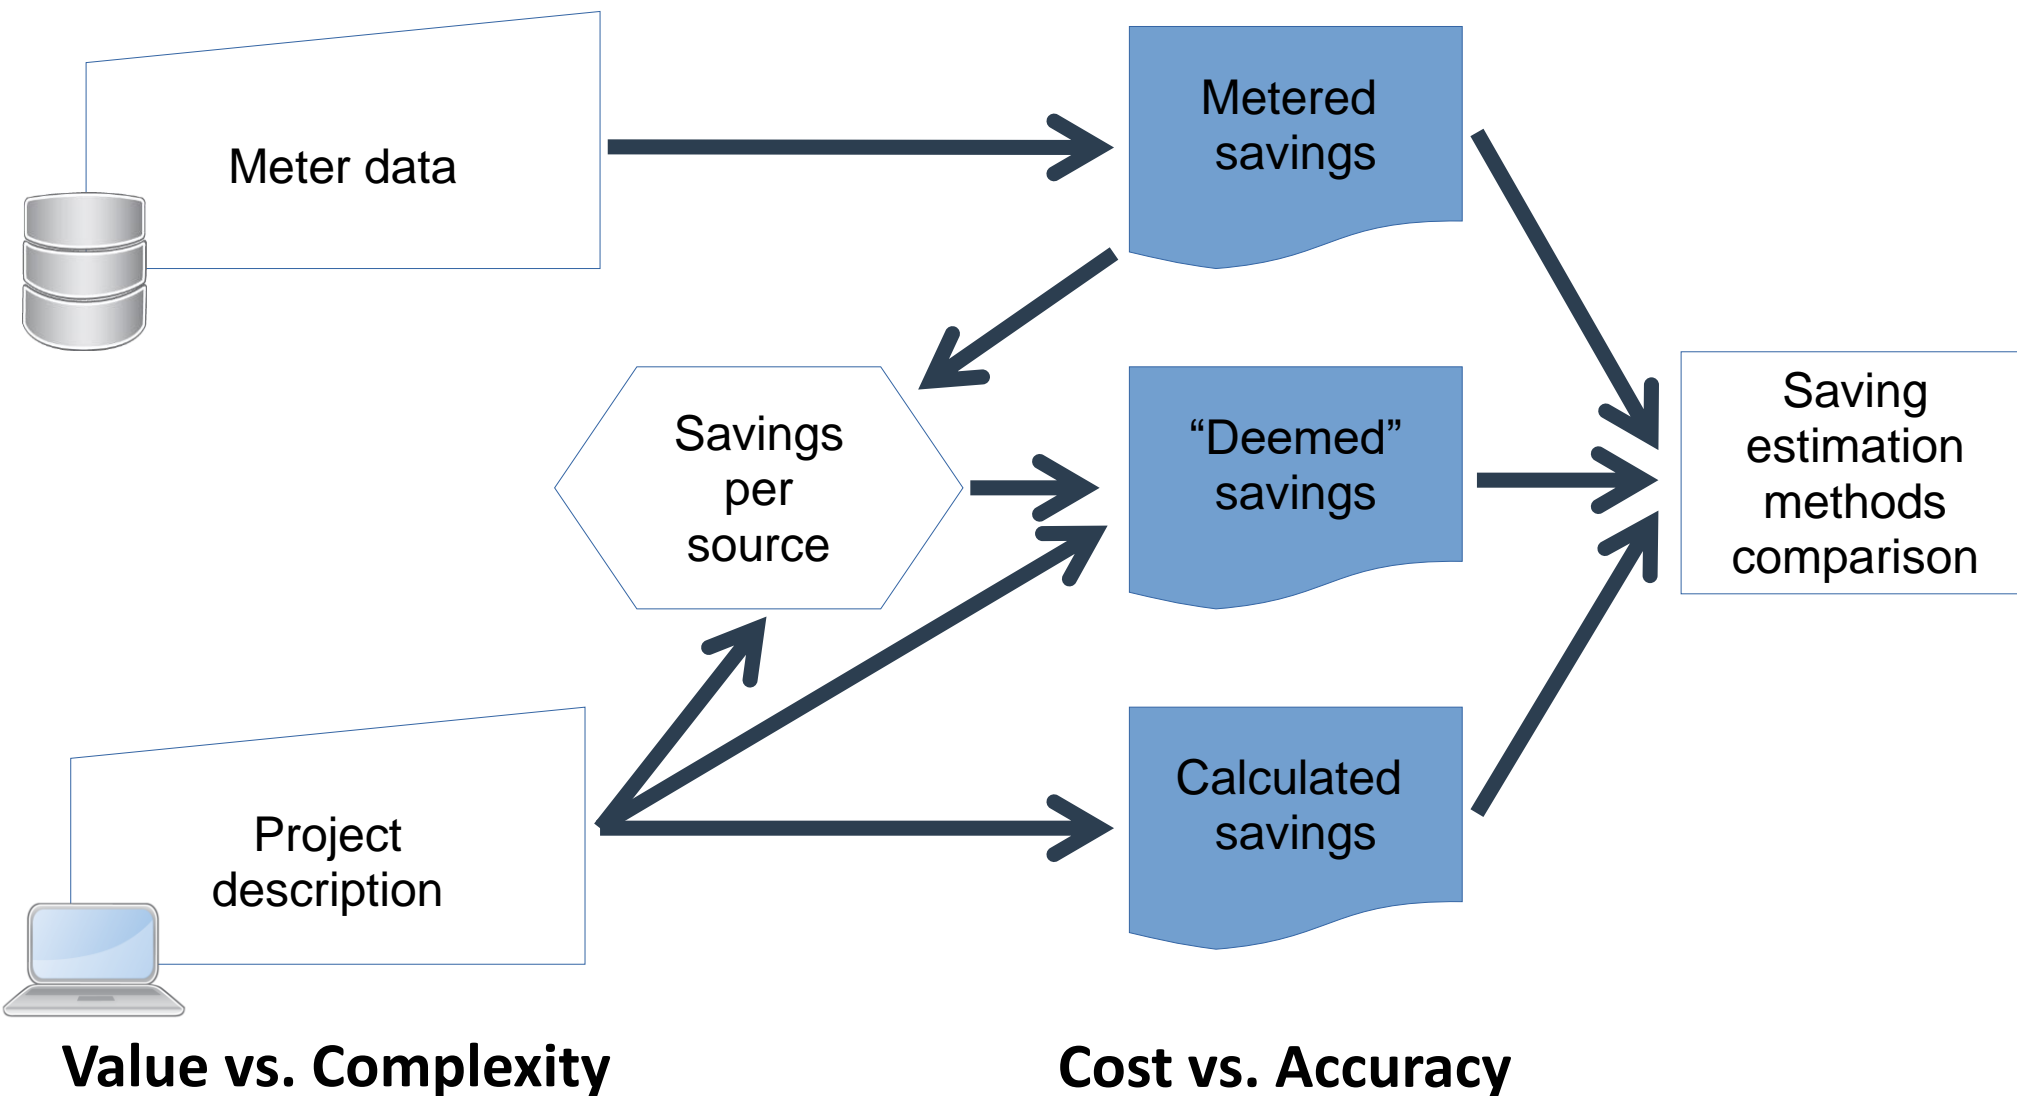 Meter data
Metered
savings
Savings
per
source
“Deemed”
savings
Saving
estimation
methods
comparison
Project
description
Calculated
savings
Value vs. Complexity
Cost vs. Accuracy